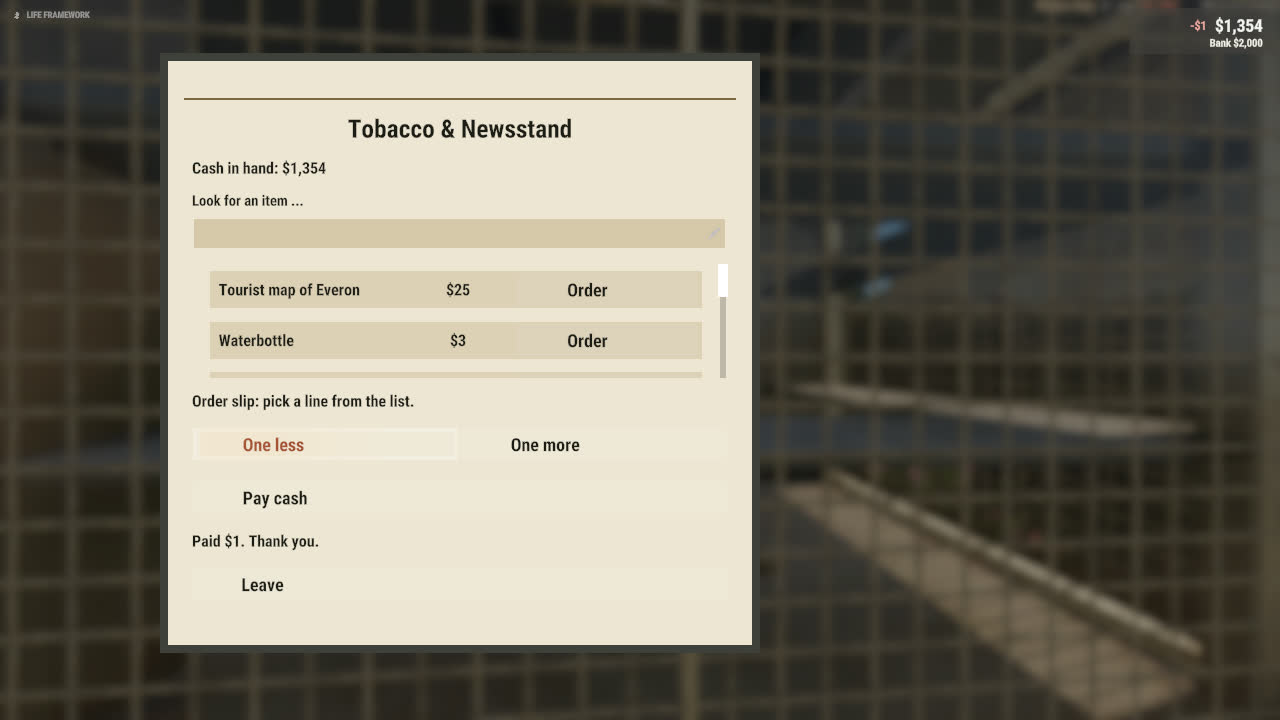 LIFE FRAMEWORK
-$1 $1,354
Bank $2,000
Tobacco & Newsstand
Cash in hand: $1,354
Look for an item ...
Tourist map of Everon $25 Order
Waterbottle $3 Order
Order slip: pick a line from the list.
One less One more
Pay cash
Paid $1. Thank you.
Leave